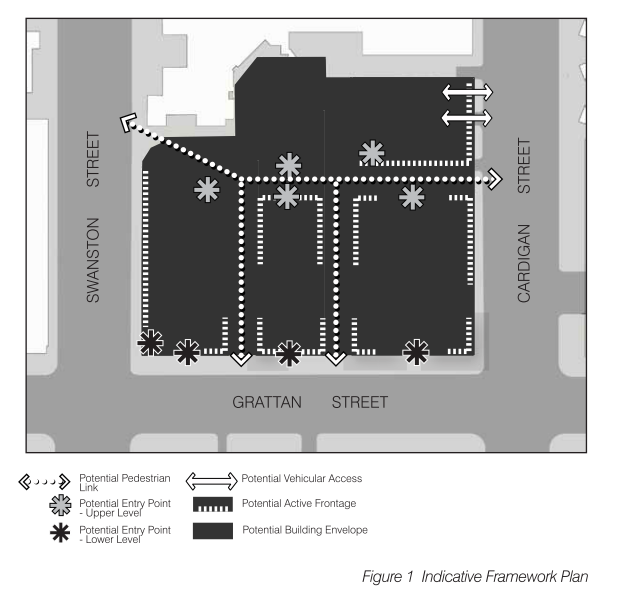 SWANSTON STREET
CARDIGAN STREET
GRATTAN STREET
Potential Pedestrian
Link
Potential Vehicular Access
Potential Entry Point
- Upper Level
Potential Active Frontage
Potential Entry Point
- Lower Level
Potential Building Envelope
Figure 1 Indicative Framework Plan